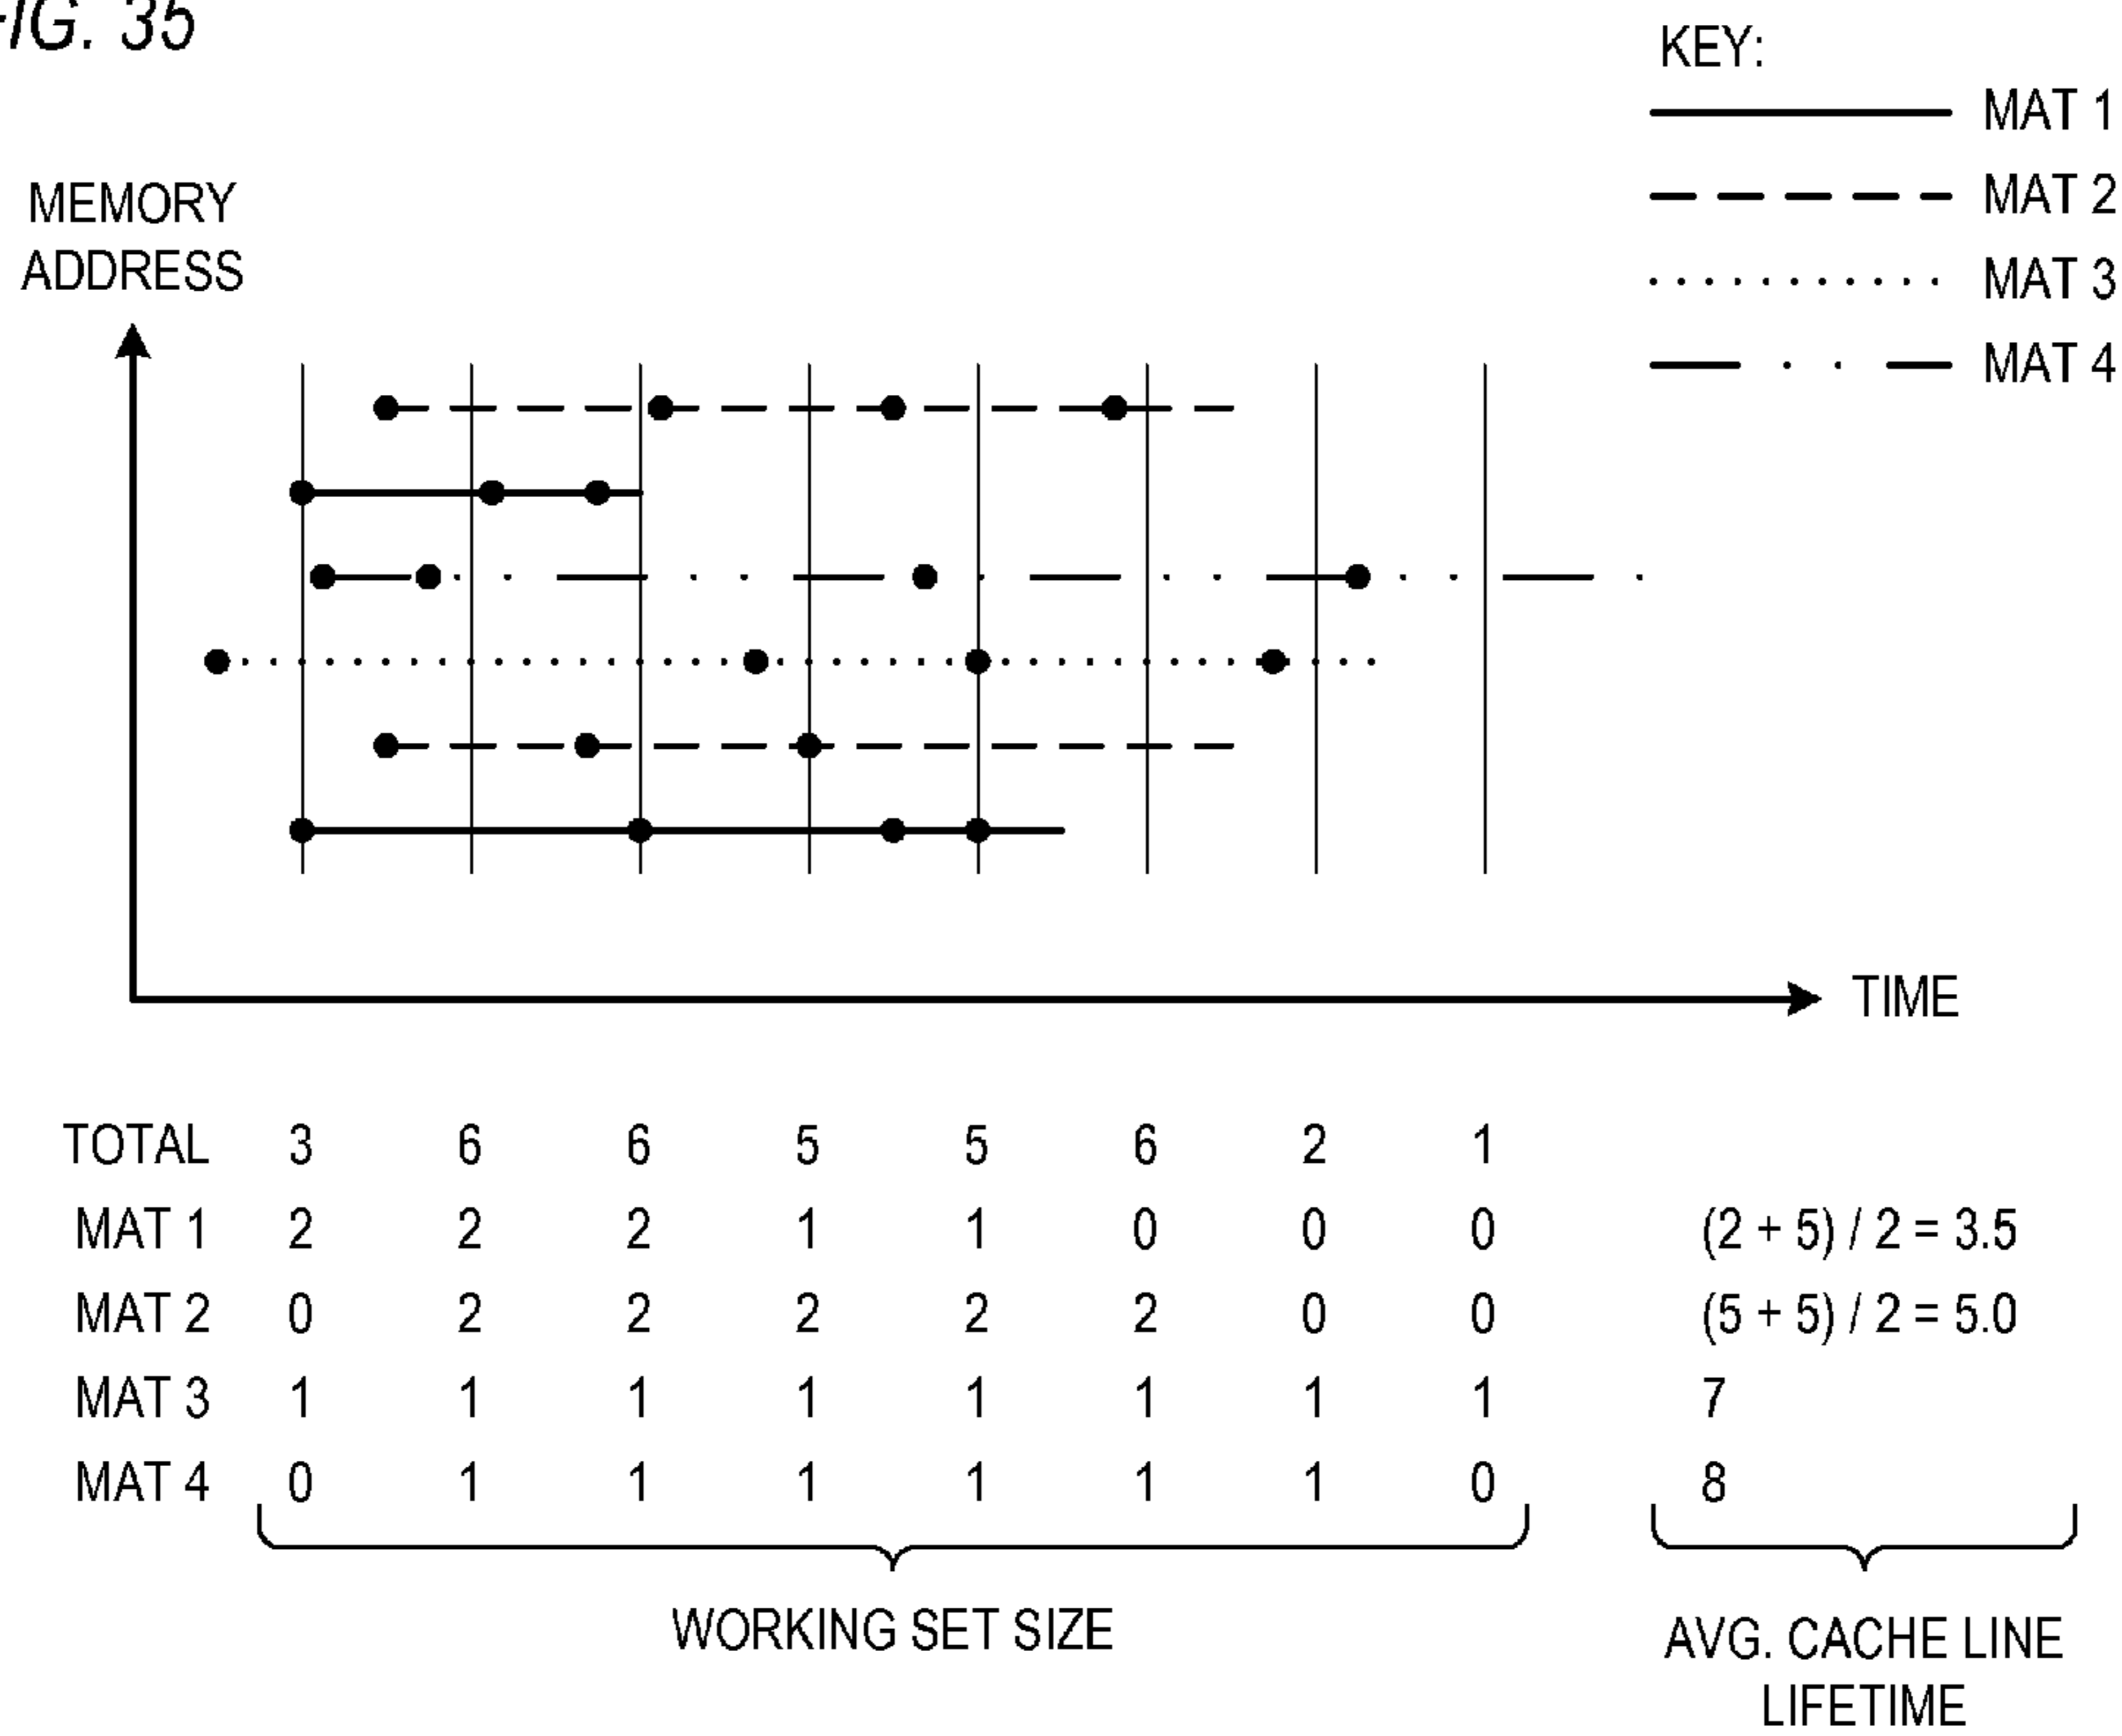 FIG. 35
KEY:
MAT 1
MAT 2
MAT 3
MAT 4
MEMORY
ADDRESS
TIME
TOTAL 3 6 6 5 5 6 2 1
MAT 1 2 2 2 1 1 0 0 0 (2 + 5) / 2 = 3.5
MAT 2 0 2 2 2 2 2 0 0 (5 + 5) / 2 = 5.0
MAT 3 1 1 1 1 1 1 1 1 7
MAT 4 0 1 1 1 1 1 1 0 8
WORKING SET SIZE
AVG. CACHE LINE
LIFETIME